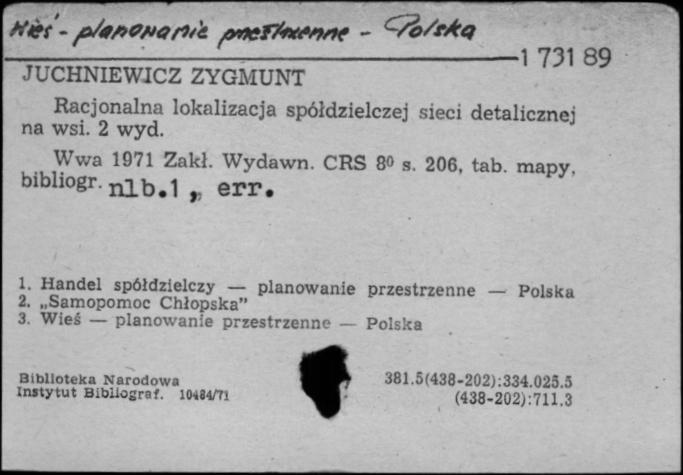 Wieś - planowanie przestrzenne - Polska
1 731 89
JUCHNIEWICZ ZYGMUNT
Racjonalna lokalizacja spółdzielczej sieci detalicznej
na wsi. 2 wyd.
Wwa 1971 Zakł. Wydawn. CRS 8⁰ s. 206, tab. mapy,
bibliogr. nlb.1 „ err.
1. Handel spółdzielczy — planowanie przestrzenne — Polska
2. „Samopomoc Chłopska”
3. Wieś — planowanie przestrzenne — Polska
Biblioteka Narodowa
Instytut Bibliograf. 10484/71
381.5(438-202):334.025.5
(438-202):711.3